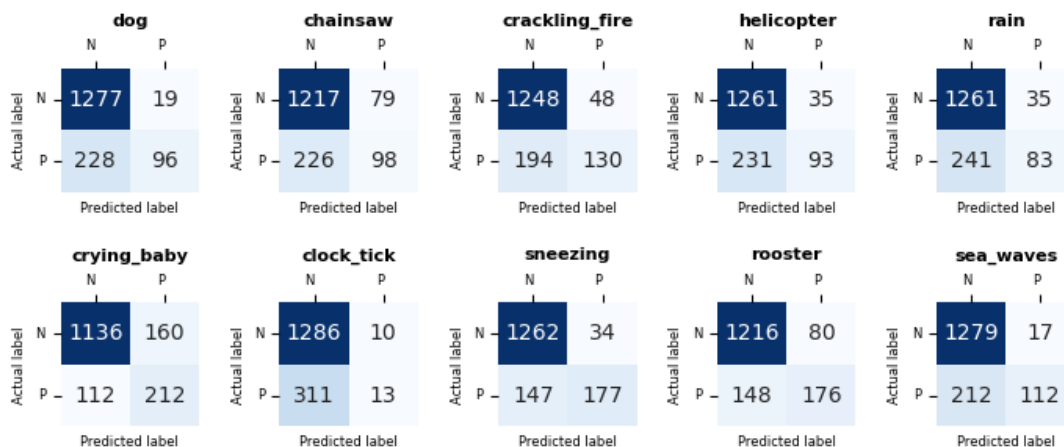 dog chainsaw crackling_fire helicopter rain
N P N P N P N P N P
Actual label N 1277 19 Actual label N 1217 79 Actual label N 1248 48 Actual label N 1261 35 Actual label N 1261 35
P 228 96 P 226 98 P 194 130 P 231 93 P 241 83
Predicted label Predicted label Predicted label Predicted label Predicted label
crying_baby clock_tick sneezing rooster sea_waves
N P N P N P N P N P
Actual label N 1136 160 Actual label N 1286 10 Actual label N 1262 34 Actual label N 1216 80 Actual label N 1279 17
P 112 212 P 311 13 P 147 177 P 148 176 P 212 112
Predicted label Predicted label Predicted label Predicted label Predicted label